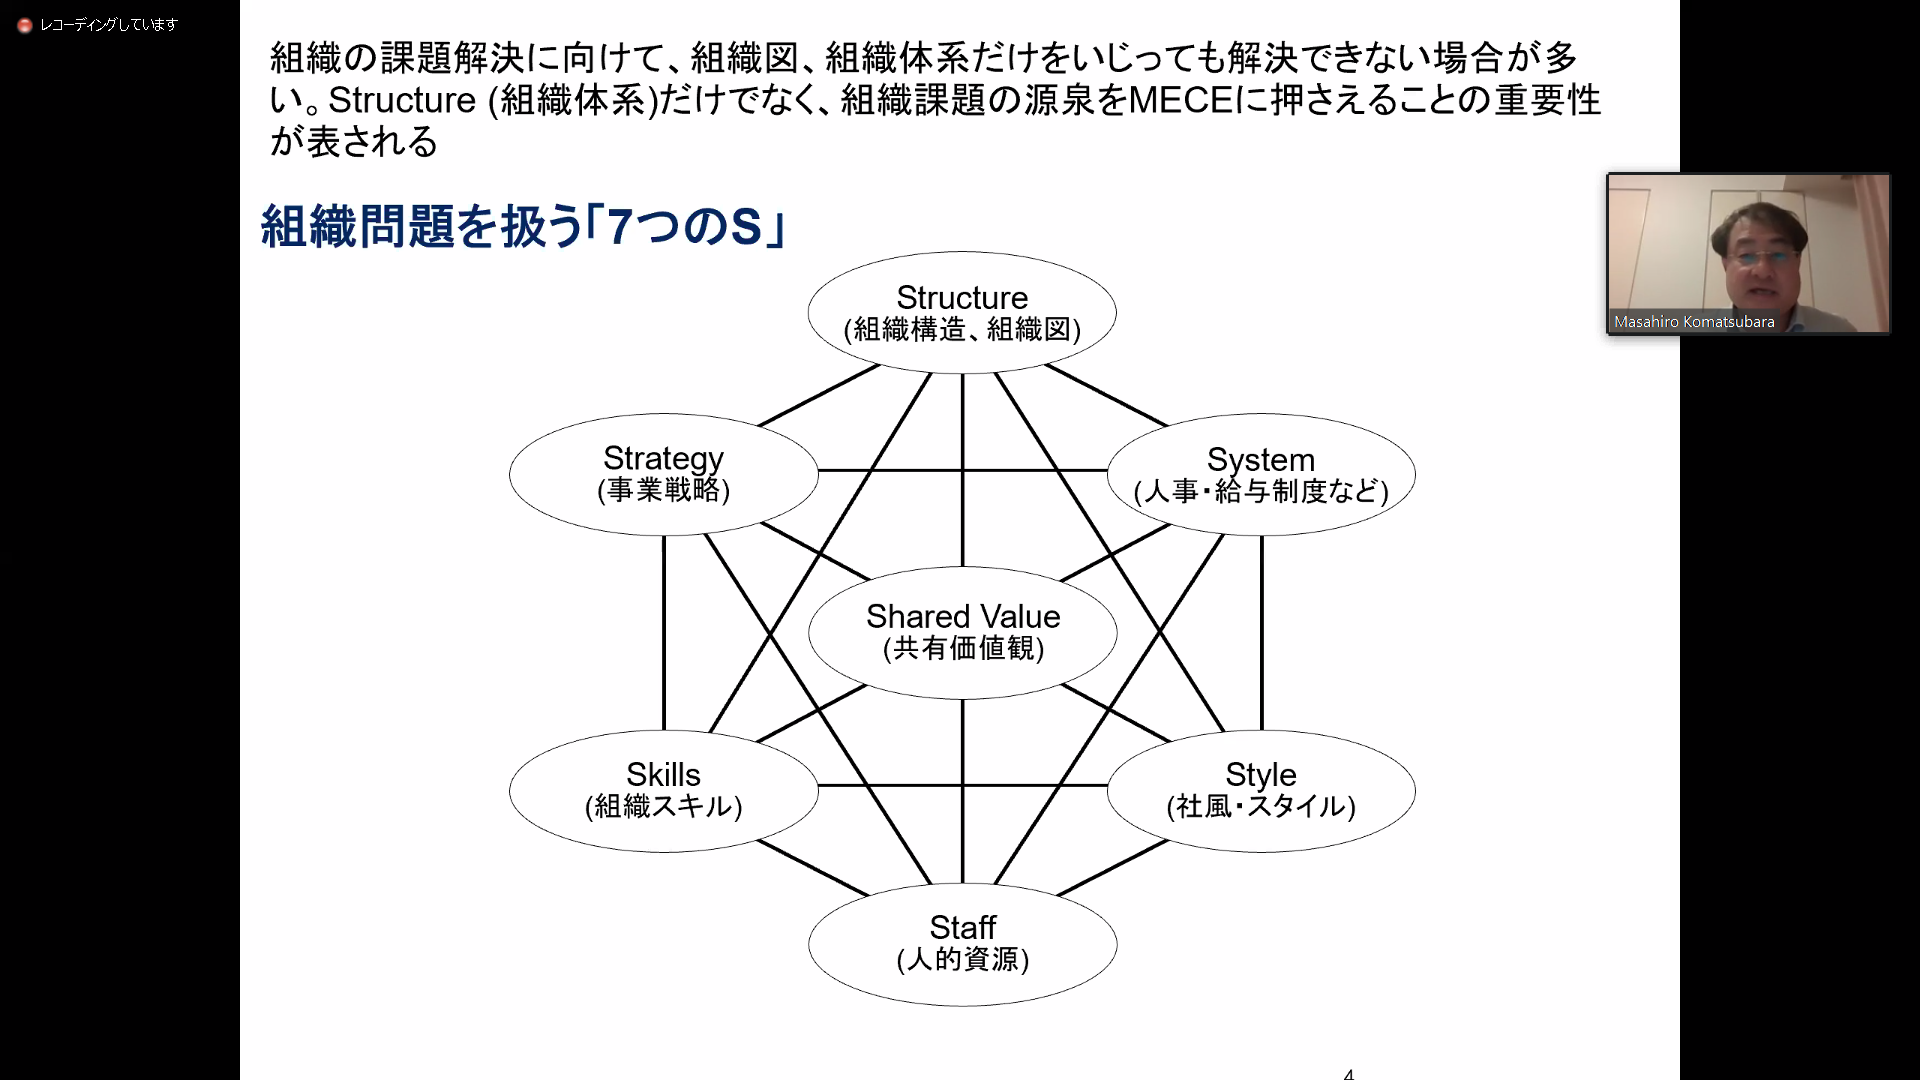 レコーディングしています
組織の課題解決に向けて、組織図、組織体系だけをいじっても解決できない場合が多
い。Structure (組織体系)だけでなく、組織課題の源泉をMECEに押さえることの重要性
が表される
組織問題を扱う「7つのS」
Structure
(組織構造、組織図)
Strategy
(事業戦略)
System
(人事・給与制度など)
Shared Value
(共有価値観)
Skills
(組織スキル)
Style
(社風・スタイル)
Staff
(人的資源)
Masahiro Komatsubara
4